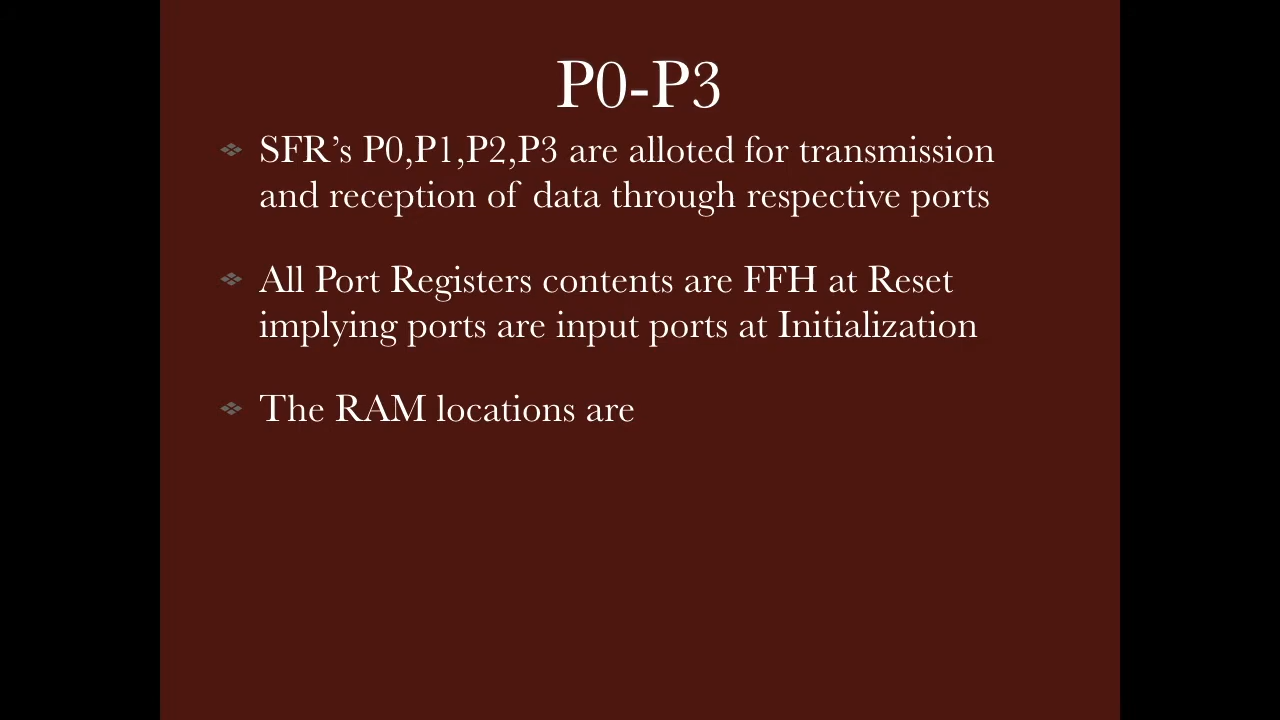 P0-P3
SFR’s P0,P1,P2,P3 are alloted for transmission
and reception of data through respective ports
All Port Registers contents are FFH at Reset
implying ports are input ports at Initialization
The RAM locations are